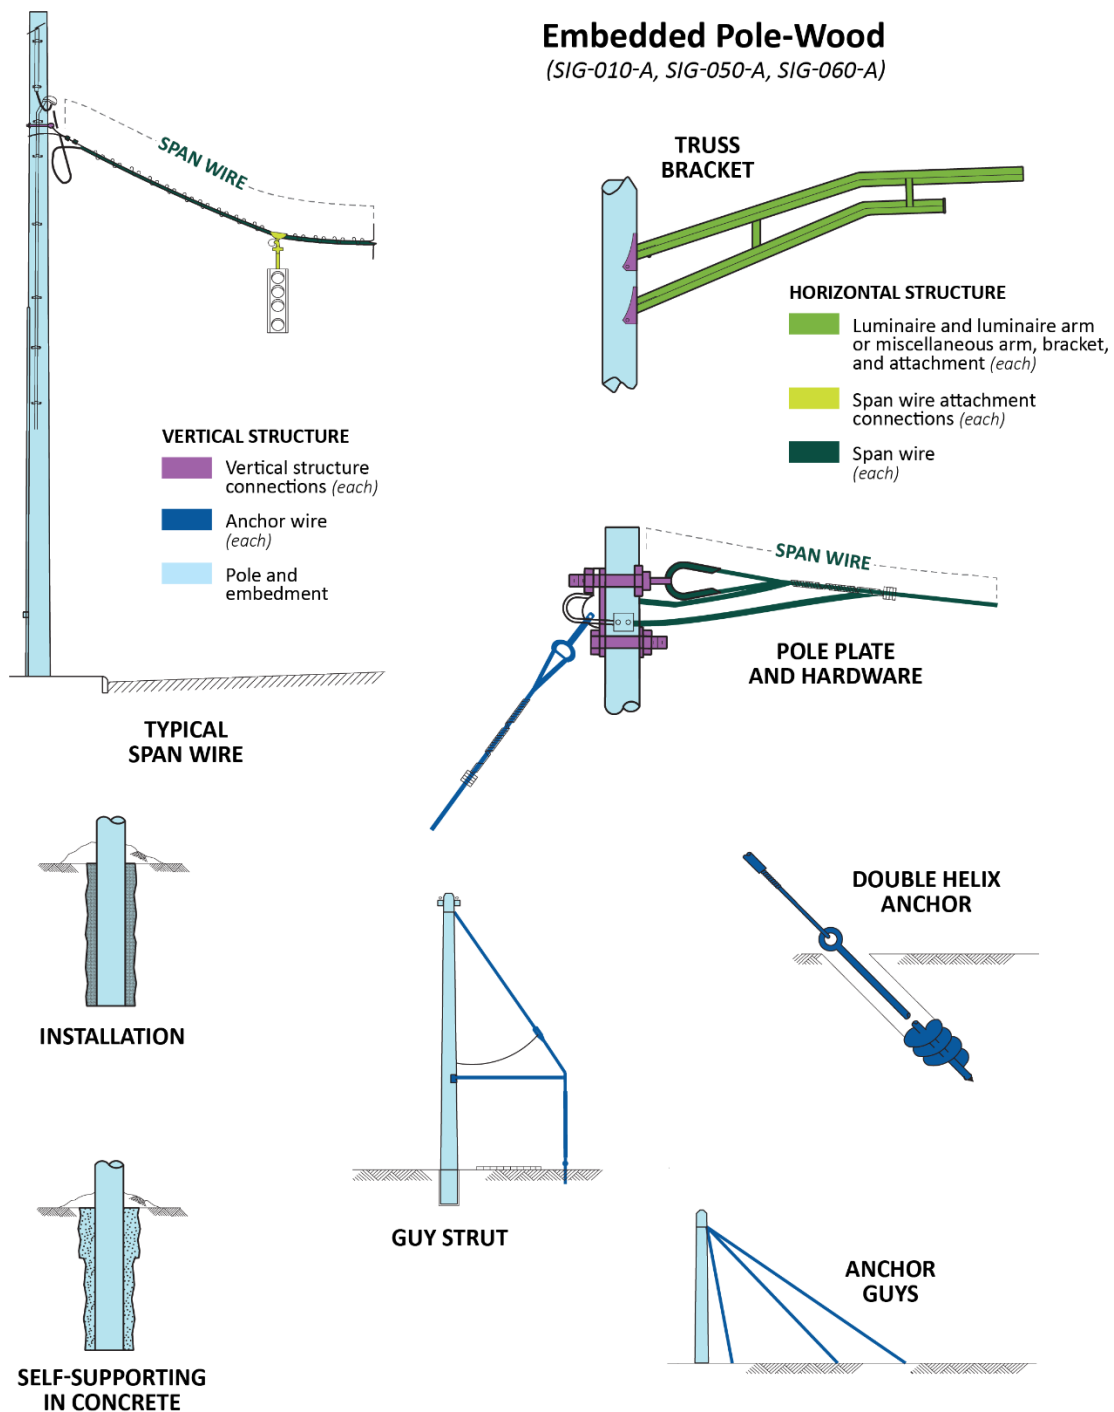 Embedded Pole-Wood
(SIG-010-A, SIG-050-A, SIG-060-A)
SPAN WIRE
TRUSS
BRACKET
HORIZONTAL STRUCTURE
Luminaire and luminaire arm
or miscellaneous arm, bracket,
and attachment (each)
Span wire attachment
connections (each)
Span wire
(each)
VERTICAL STRUCTURE
Vertical structure
connections (each)
Anchor wire
(each)
Pole and
embedment
SPAN WIRE
POLE PLATE
AND HARDWARE
TYPICAL
SPAN WIRE
DOUBLE HELIX
ANCHOR
INSTALLATION
GUY STRUT
ANCHOR
GUYS
SELF-SUPPORTING
IN CONCRETE